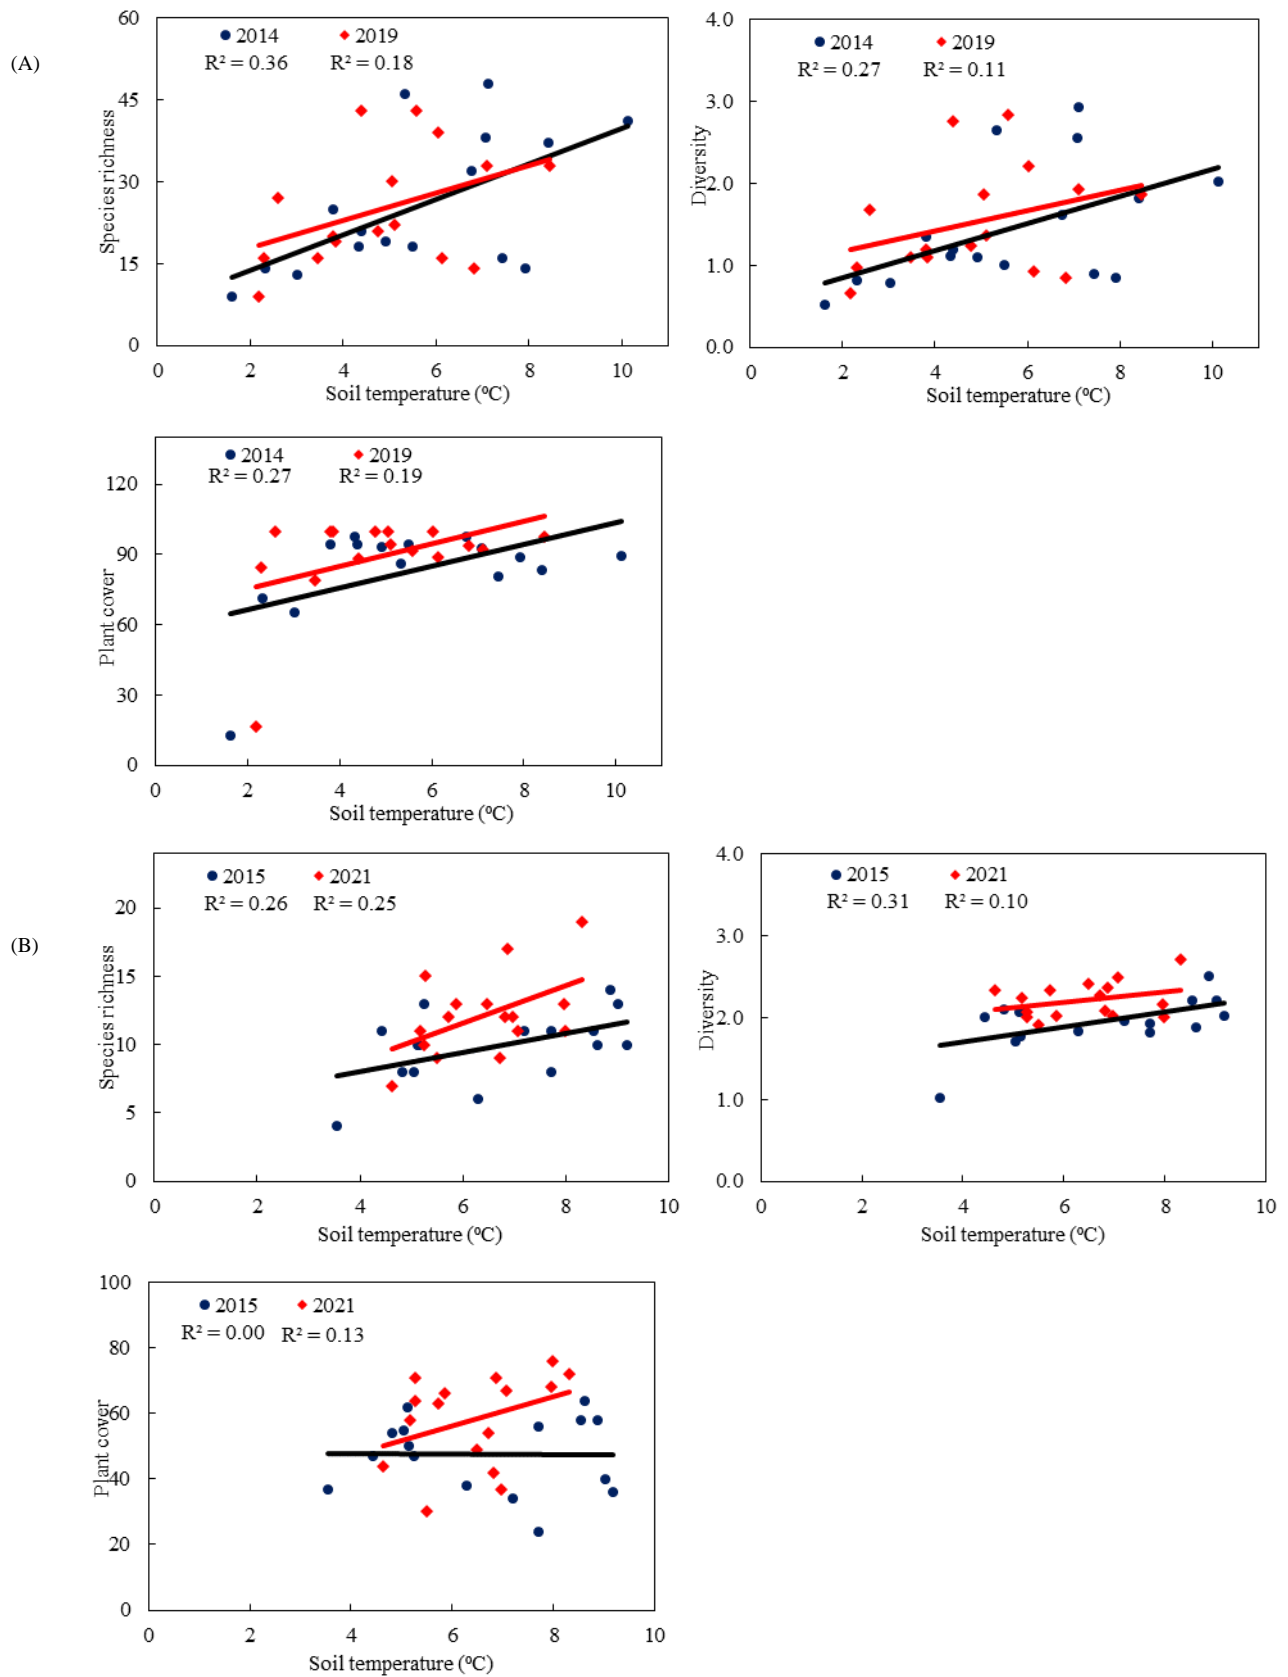 (A)
60
45
30
15
0
Species richness
2014 2019
R² = 0.36 R² = 0.18
2 4 6 8 10
Soil temperature (⁰C)
4.0
3.0
2.0
1.0
0.0
Diversity
2014 2019
R² = 0.27 R² = 0.11
0 2 4 6 8 10
Soil temperature (⁰C)
120
90
60
30
0
Plant cover
2014 2019
R² = 0.27 R² = 0.19
0 2 4 6 8 10
Soil temperature (⁰C)
(B)
20
15
10
5
0
Species richness
2015 2021
R² = 0.26 R² = 0.25
0 2 4 6 8 10
Soil temperature (⁰C)
4.0
3.0
2.0
1.0
0.0
Diversity
2015 2021
R² = 0.31 R² = 0.10
0 2 4 6 8 10
Soil temperature (⁰C)
100
80
60
40
20
0
Plant cover
2015 2021
R² = 0.00 R² = 0.13
0 2 4 6 8 10
Soil temperature (⁰C)